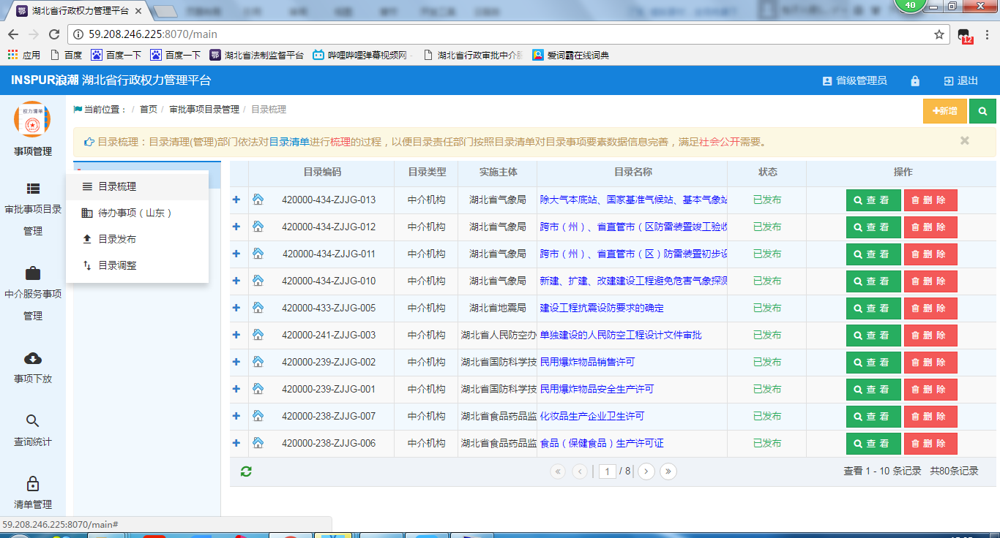 湖北省行政权力管理平台
40
59.208.246.225:8070/main
12
应用 百度 百度一下 百度一下 湖北省法制监督平台 哔哩哔哩弹幕视频网 - 湖北省行政审批中介服 爱词霸在线词典
INSPUR浪潮 湖北省行政权力管理平台 省级管理员 退出
权力清单
事项管理
审批事项目录
管理
中介服务事项
管理
事项下放
查询统计
清单管理
当前位置： / 首页 / 审批事项目录管理 / 目录梳理
新增
目录梳理：目录清理(管理)部门依法对目录清单进行梳理的过程，以便目录责任部门按照目录清单对目录事项要素数据信息完善，满足社会公开需要。
目录梳理
待办事项（山东）
目录发布
目录调整
目录编码 目录类型 实施主体 目录名称 状态 操作
420000-434-ZJJG-013 中介机构 湖北省气象局 除大气本底站、国家基准气候站、基本气象站 已发布 查 看 删 除
420000-434-ZJJG-012 中介机构 湖北省气象局 跨市（州）、省直管市（区防雷装置竣工验收 已发布 查 看 删 除
420000-434-ZJJG-011 中介机构 湖北省气象局 跨市（州）、省直管市（区）防雷装置初步设 已发布 查 看 删 除
420000-434-ZJJG-010 中介机构 湖北省气象局 新建、扩建、改建建设工程避免危害气象探测 已发布 查 看 删 除
420000-433-ZJJG-005 中介机构 湖北省地震局 建设工程抗震设防要求的确定 已发布 查 看 删 除
420000-241-ZJJG-003 中介机构 湖北省人民防空办 单独建设的人民防空工程设计文件审批 已发布 查 看 删 除
420000-239-ZJJG-002 中介机构 湖北省国防科学技 民用爆炸物品销售许可 已发布 查 看 删 除
420000-239-ZJJG-001 中介机构 湖北省国防科学技 民用爆炸物品安全生产许可 已发布 查 看 删 除
420000-238-ZJJG-007 中介机构 湖北省食品药品监 化妆品生产企业卫生许可 已发布 查 看 删 除
420000-238-ZJJG-006 中介机构 湖北省食品药品监 食品（保健食品）生产许可证 已发布 查 看 删 除
1 / 8 查看 1 - 10 条记录 共80条记录
59.208.246.225:8070/main#